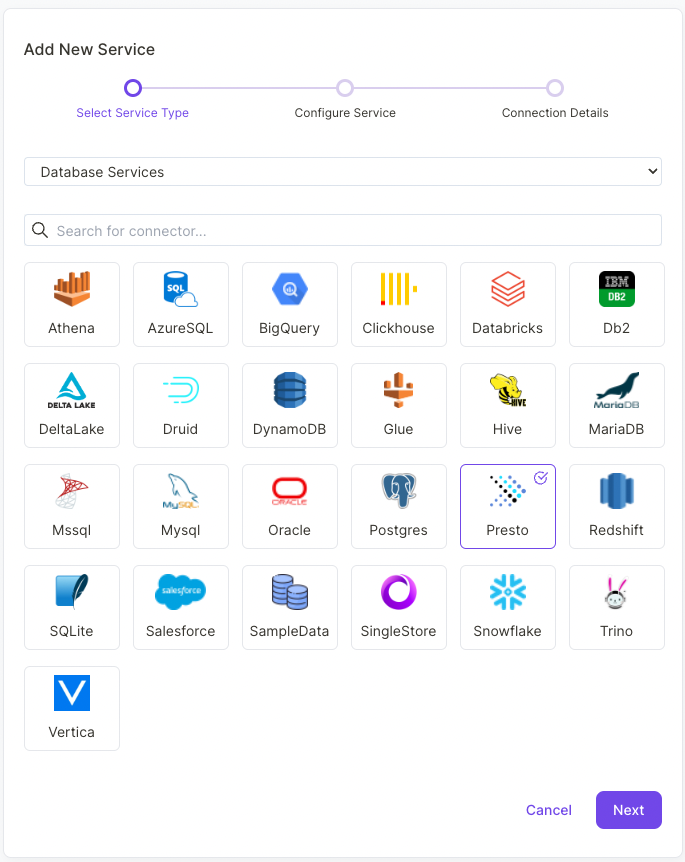 Add New Service
Select Service Type
Configure Service
Connection Details
Database Services
Search for connector...
SQL
IBM
DB2
Athena
AzureSQL
BigQuery
Clickhouse
Databricks
Db2
DELTA LAKE
HIVE
MariaDB
DeltaLake
Druid
DynamoDB
Glue
Hive
MariaDB
MySQL
ORACLE
Mssql
Mysql
Oracle
Postgres
Presto
Redshift
salesforce
SQLite
Salesforce
SampleData
SingleStore
Snowflake
Trino
Vertica
Cancel
Next